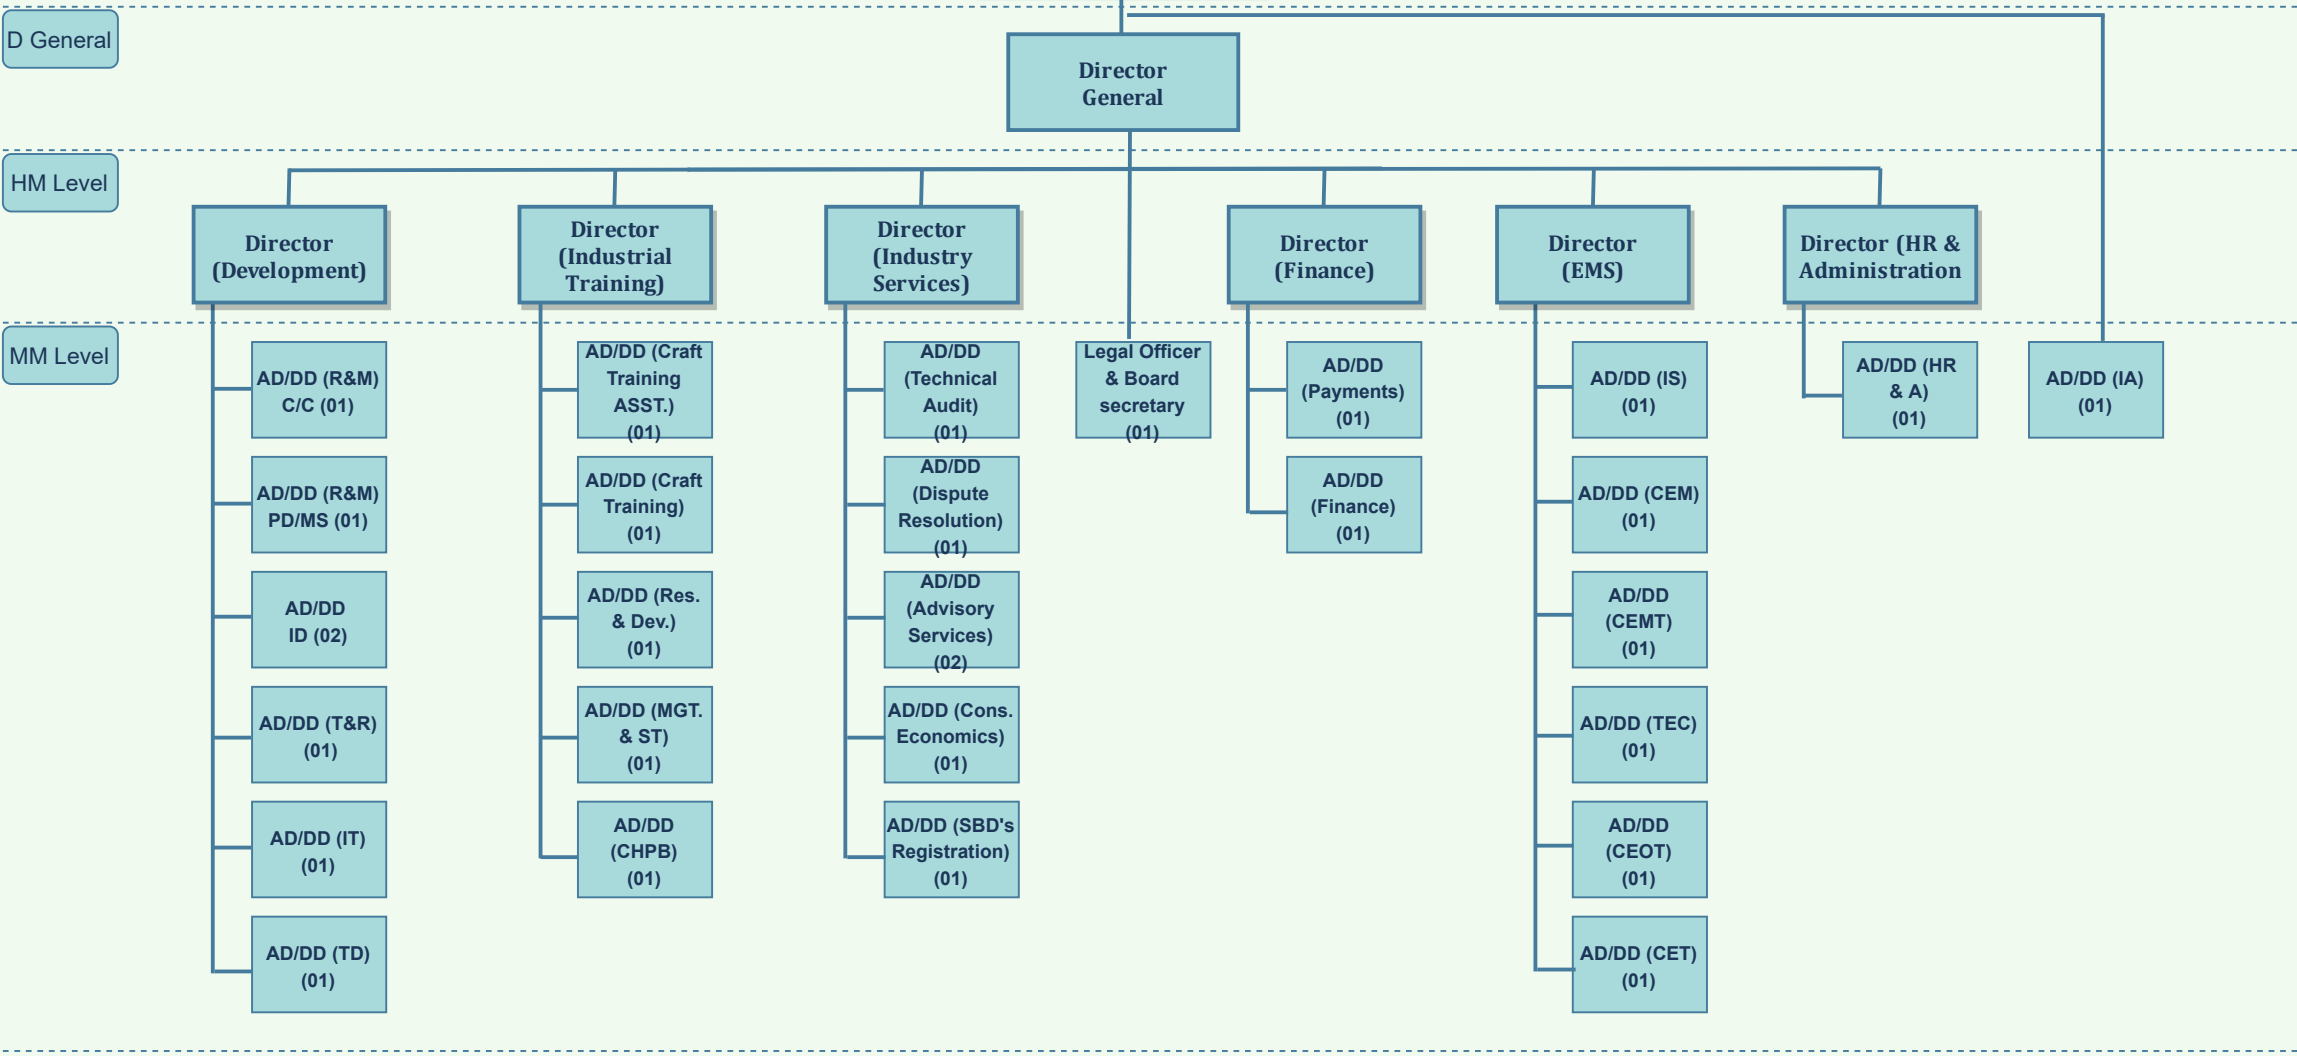 D General
Director
General
HM Level
Director
(Development)
Director
(Industrial
Training)
Director
(Industry
Services)
Director
(Finance)
Director
(EMS)
Director (HR &
Administration
MM Level
AD/DD (R&M)
C/C (01)
AD/DD (R&M)
PD/MS (01)
AD/DD
ID (02)
AD/DD (T&R)
(01)
AD/DD (IT)
(01)
AD/DD (TD)
(01)
AD/DD (Craft
Training
ASST.)
(01)
AD/DD (Craft
Training)
(01)
AD/DD (Res.
& Dev.)
(01)
AD/DD (MGT.
& ST)
(01)
AD/DD
(CHPB)
(01)
AD/DD
(Technical
Audit)
(01)
AD/DD
(Dispute
Resolution)
(01)
AD/DD
(Advisory
Services)
(02)
AD/DD (Cons.
Economics)
(01)
AD/DD (SBD's
Registration)
(01)
Legal Officer
& Board
secretary
(01)
AD/DD
(Payments)
(01)
AD/DD
(Finance)
(01)
AD/DD (IS)
(01)
AD/DD (CEM)
(01)
AD/DD
(CEMT)
(01)
AD/DD (TEC)
(01)
AD/DD
(CEOT)
(01)
AD/DD (CET)
(01)
AD/DD (HR
& A)
(01)
AD/DD (IA)
(01)